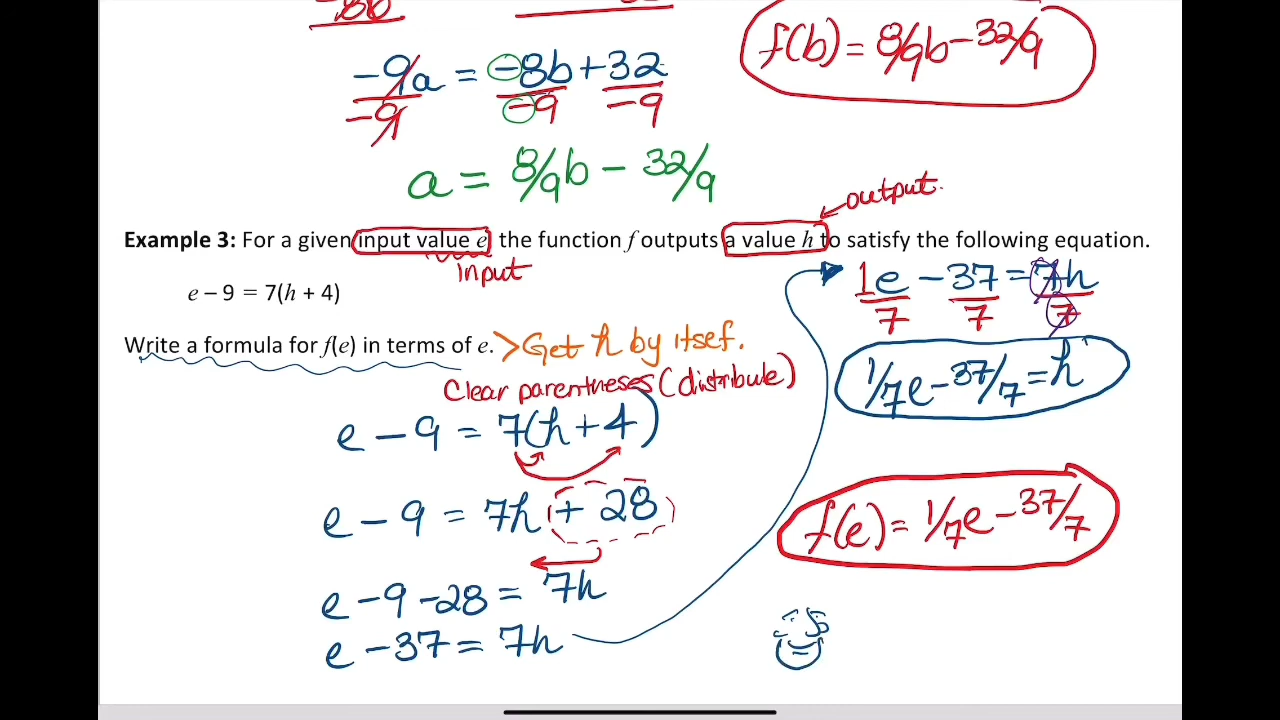 -8b
f(b) = 8/9b - 32/9
-9a = -8b + 32
-9 -9 -9
a = 8/9b - 32/9
output.
Example 3: For a given input value e the function f outputs a value h to satisfy the following equation.
input
e – 9 = 7(h + 4)
1e - 37 = 7h
7 7 7
Write a formula for f(e) in terms of e. > Get h by itsef.
1/7e - 37/7 = h
Clear parentheses (distribute)
e - 9 = 7(h + 4)
e - 9 = 7h + 28
f(e) = 1/7e - 37/7
e - 9 - 28 = 7h
e - 37 = 7h